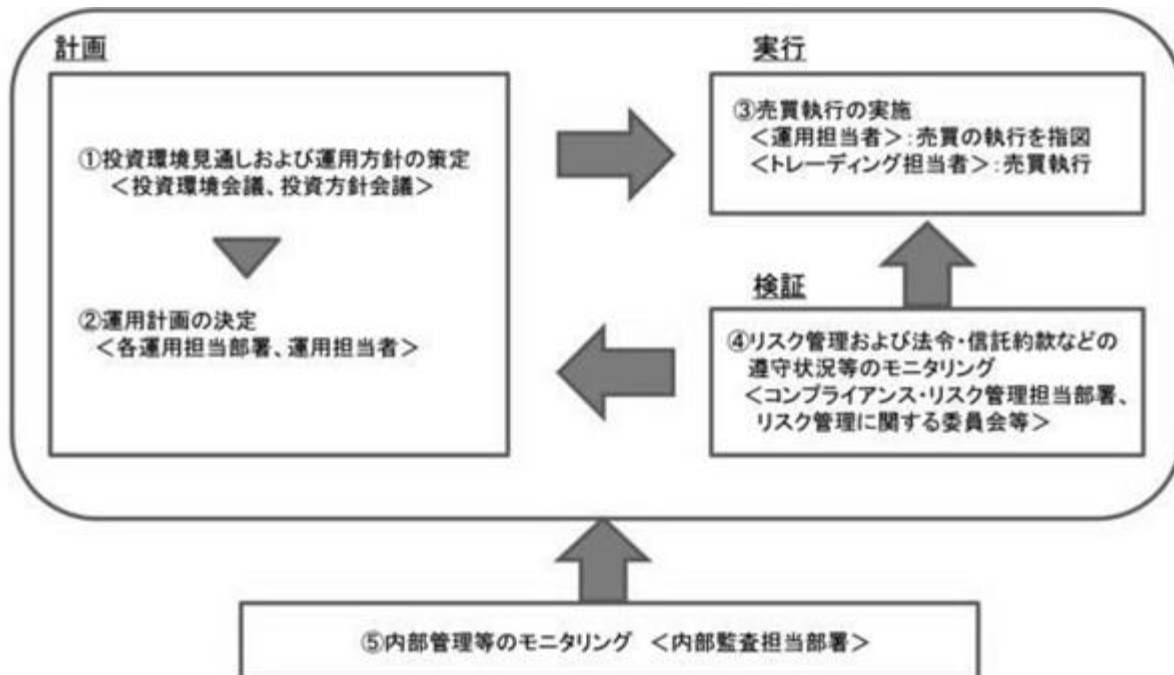 計画
①投資環境見通しおよび運用方針の策定
＜投資環境会議、投資方針会議＞
②運用計画の決定
＜各運用担当部署、運用担当者＞
実行
③売買執行の実施
＜運用担当者＞：売買の執行を指図
＜トレーディング担当者＞：売買執行
検証
④リスク管理および法令・信託約款などの
遵守状況等のモニタリング
＜コンプライアンス・リスク管理担当部署、
リスク管理に関する委員会等＞
⑤内部管理等のモニタリング ＜内部監査担当部署＞